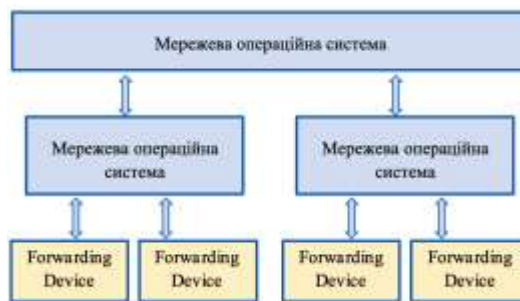 Мережева операційна система
Мережева операційна
система
Мережева операційна
система
Forwarding
Device
Forwarding
Device
Forwarding
Device
Forwarding
Device